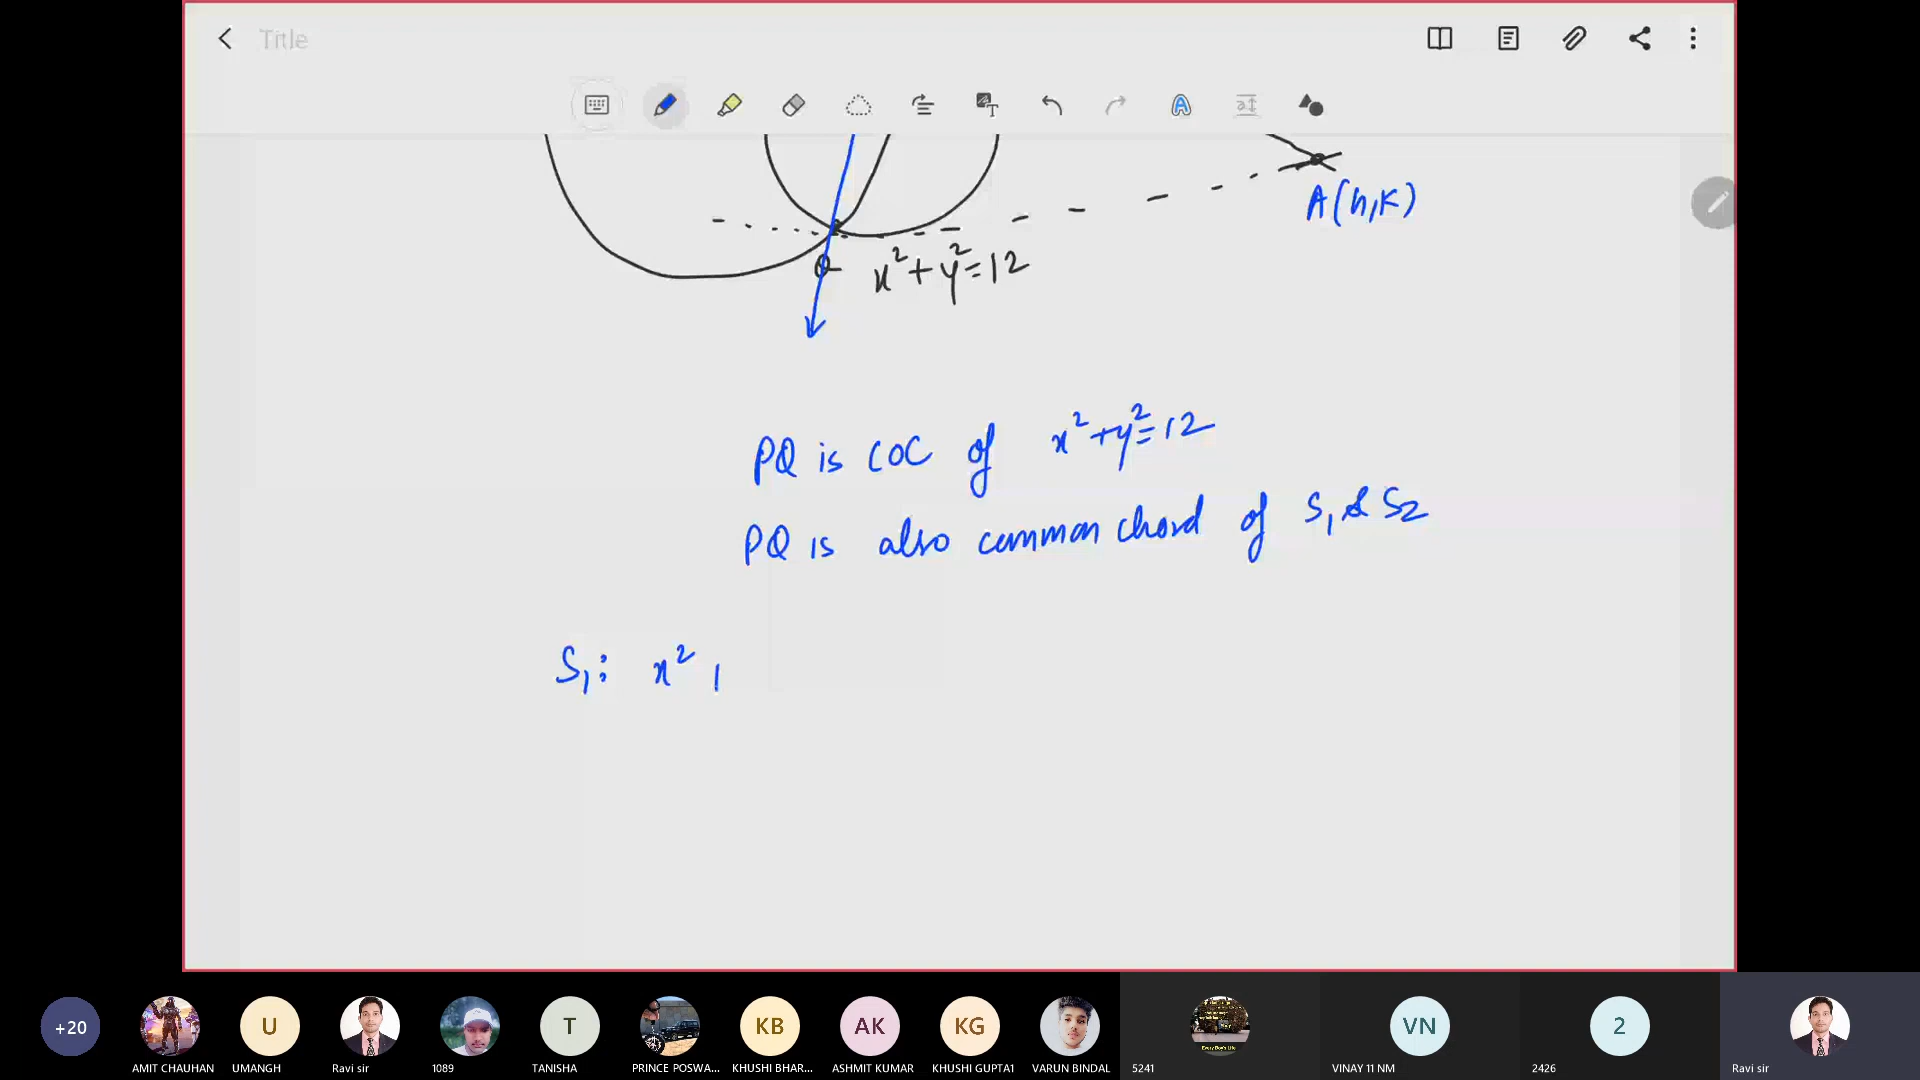 Title
A(h,K)
Q
x²+y²=12
PQ is COC of x²+y²=12
PQ is also common chord of S₁ & S₂
S₁: x²
+20
U
T
KB
AK
KG
VN
2
AMIT CHAUHAN
UMANGH
Ravi sir
1089
TANISHA
PRINCE POSWA...
KHUSHI BHAR...
ASHMIT KUMAR
KHUSHI GUPTA1
VARUN BINDAL
5241
VINAY 11 NM
2426
Ravi sir